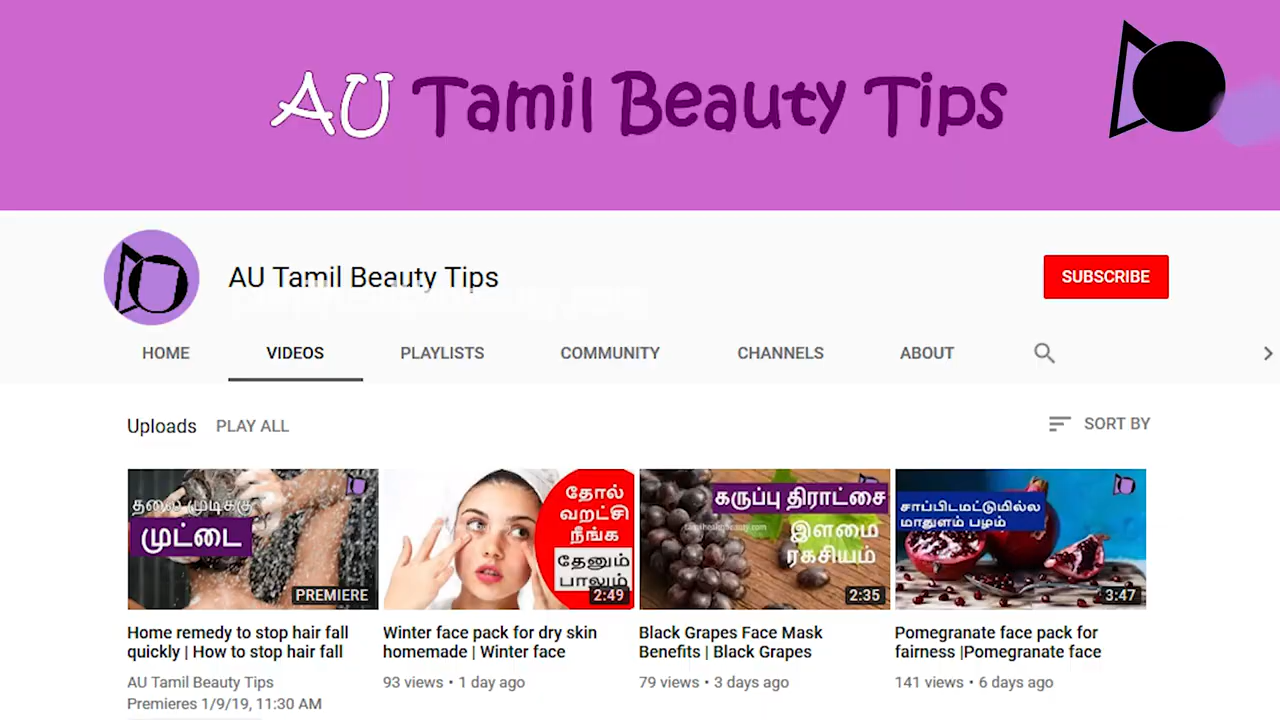 AU Tamil Beauty Tips
AU Tamil Beauty Tips
SUBSCRIBE
HOME VIDEOS PLAYLISTS COMMUNITY CHANNELS ABOUT
Uploads PLAY ALL SORT BY
தலை முடிக்கு
முட்டை
PREMIERE
தோல்
வறட்சி
நீங்க
தேனும்
பாலும்
2:49
கருப்பு திராட்சை
இளமை
ரகசியம்
2:35
சாப்பிடமட்டுமில்ல
மாதுளம் பழம்
3:47
Home remedy to stop hair fall
quickly | How to stop hair fall
AU Tamil Beauty Tips
Premieres 1/9/19, 11:30 AM
Winter face pack for dry skin
homemade | Winter face
93 views • 1 day ago
Black Grapes Face Mask
Benefits | Black Grapes
79 views • 3 days ago
Pomegranate face pack for
fairness |Pomegranate face
141 views • 6 days ago